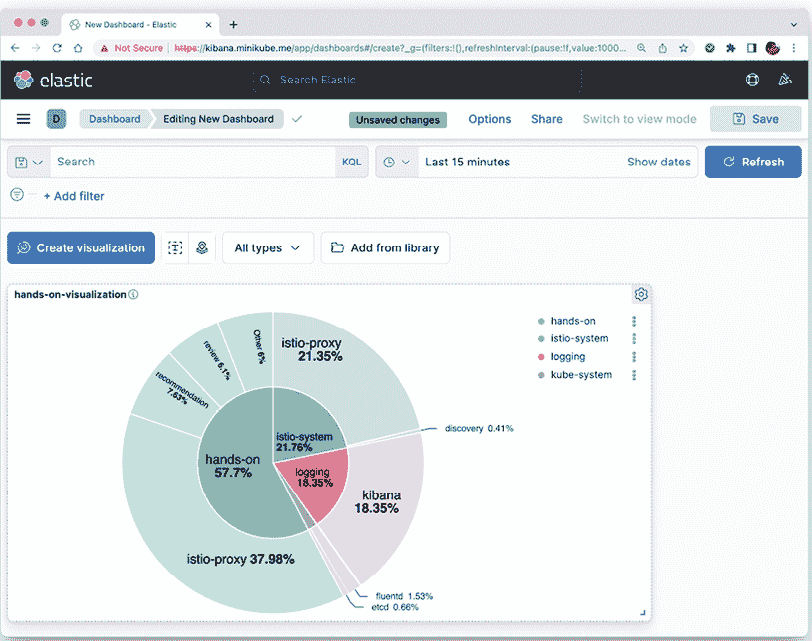 New Dashboard - Elastic
Not Secure https://kibana.minikube.me/app/dashboards#/create?_g=(filters:!(),refreshInterval:(pause:!f,value:1000...
elastic
Search Elastic
D Dashboard Editing New Dashboard Unsaved changes Options Share Switch to view mode Save
Search KQL Last 15 minutes Show dates Refresh
+ Add filter
Create visualization All types Add from library
hands-on-visualization
hands-on
istio-system
logging
kube-system
istio-proxy
21.35%
Other 6%
review 6.1%
recommendation
7.63%
discovery 0.41%
istio-system
21.76%
hands-on
57.7%
logging
18.35%
kibana
18.35%
istio-proxy 37.98%
fluentd 1.53%
etcd 0.66%